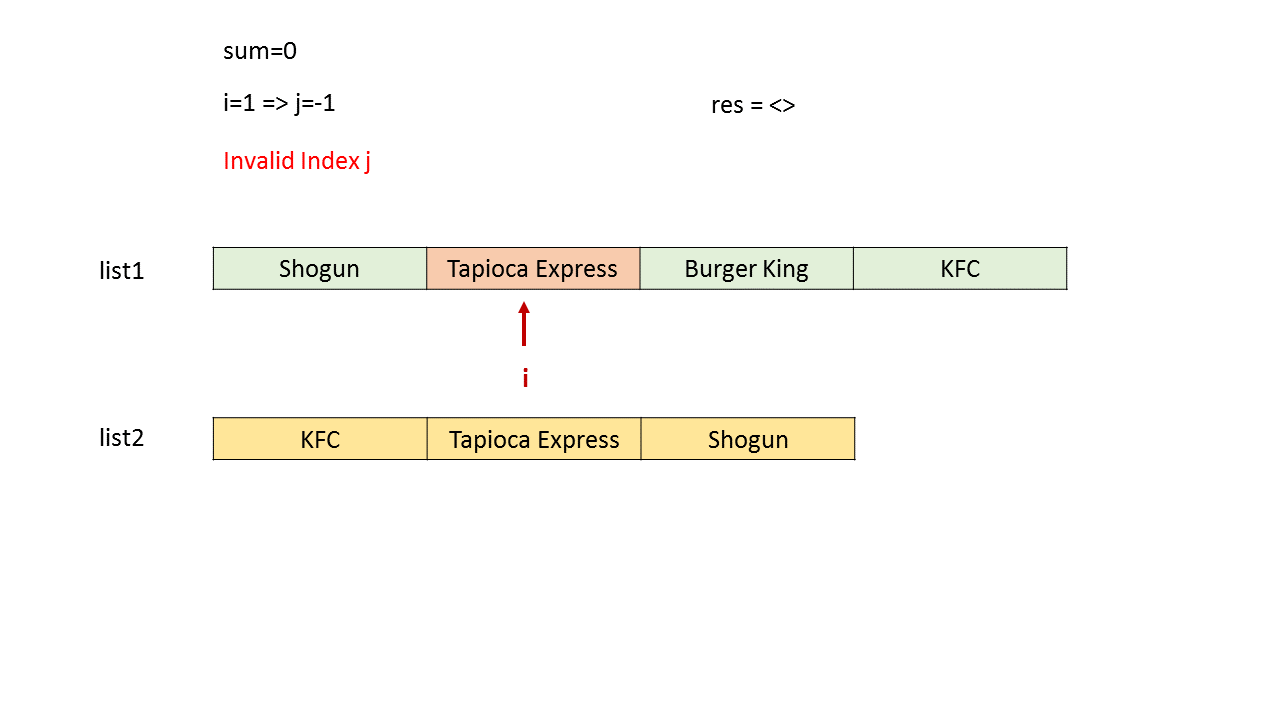 sum=0
i=1 => j=-1
res = <>
Invalid Index j
list1
Shogun
Tapioca Express
Burger King
KFC
i
list2
KFC
Tapioca Express
Shogun